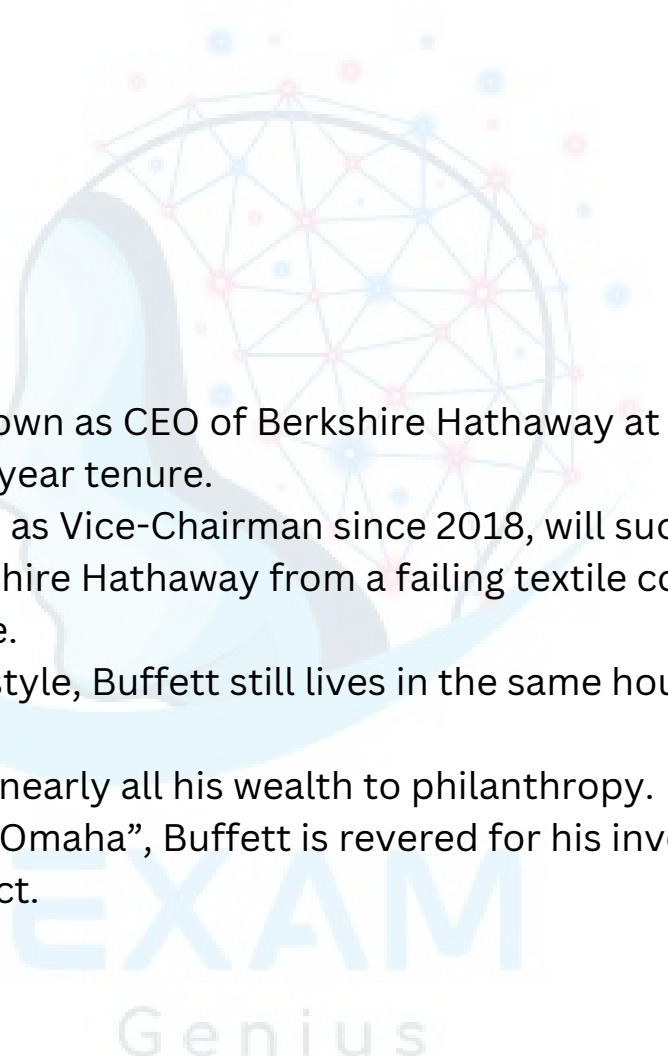 own as CEO of Berkshire Hathaway at
year tenure.
as Vice-Chairman since 2018, will suc
hire Hathaway from a failing textile co
e.
style, Buffett still lives in the same hou
nearly all his wealth to philanthropy.
Omaha”, Buffett is revered for his inve
ct.
EXAM
Genius